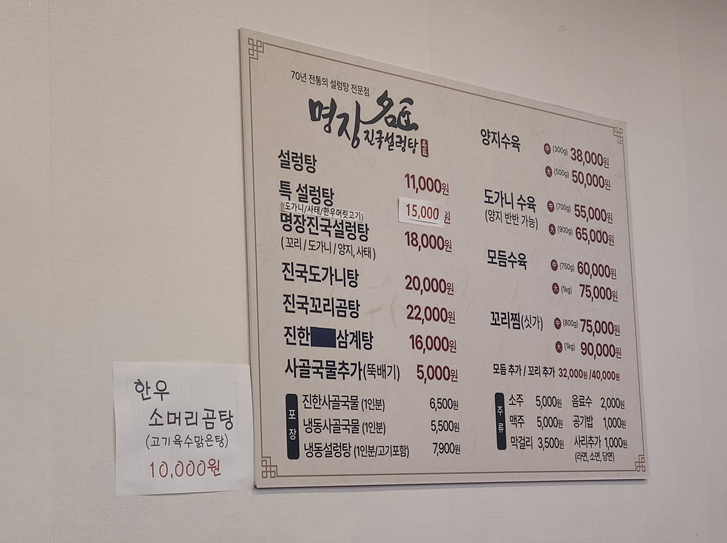 70년 전통의 설렁탕 전문점
명장 名匠
진국설렁탕
설렁탕 11,000원
특 설렁탕 15,000원
(도가니/사태/한우머릿고기)
명장진국설렁탕 18,000원
(꼬리 / 도가니 / 양지, 사태)
진국도가니탕 20,000원
진국꼬리곰탕 22,000원
진한 삼계탕 16,000원
사골국물추가(뚝배기) 5,000원
포장
진한사골국물 (1인분) 6,500원
냉동사골국물 (1인분) 5,500원
냉동설렁탕 (1인분/고기포함) 7,900원
양지수육 中 (300g) 38,000원
大 (500g) 50,000원
도가니 수육 中 (700g) 55,000원
(양지 반반 가능) 大 (900g) 65,000원
모듬수육 中 (750g) 60,000원
大 (1kg) 75,000원
꼬리찜(싯가) 中 (800g) 75,000원
大 (1kg) 90,000원
모듬 추가 / 꼬리 추가 32,000원 /40,000원
주류
소주 5,000원 음료수 2,000원
맥주 5,000원 공기밥 1,000원
막걸리 3,500원 사리추가 1,000원
(라면, 소면, 당면)
한우
소머리곰탕
(고기육수맑은탕)
10,000원